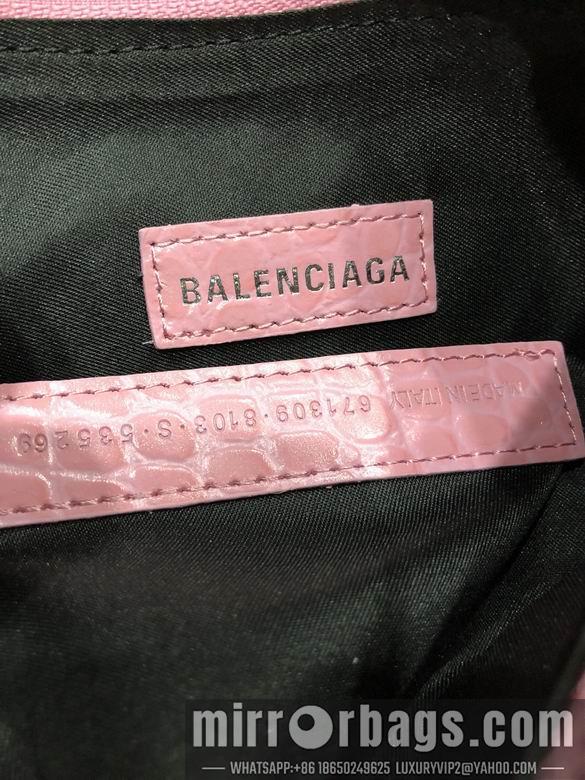 BALENCIAGA
MADE IN ITALY 671309·8103·S·535269
mirrorbags.com
WHATSAPP:+86 18650249625 LUXURYVIP2@YAHOO.COM